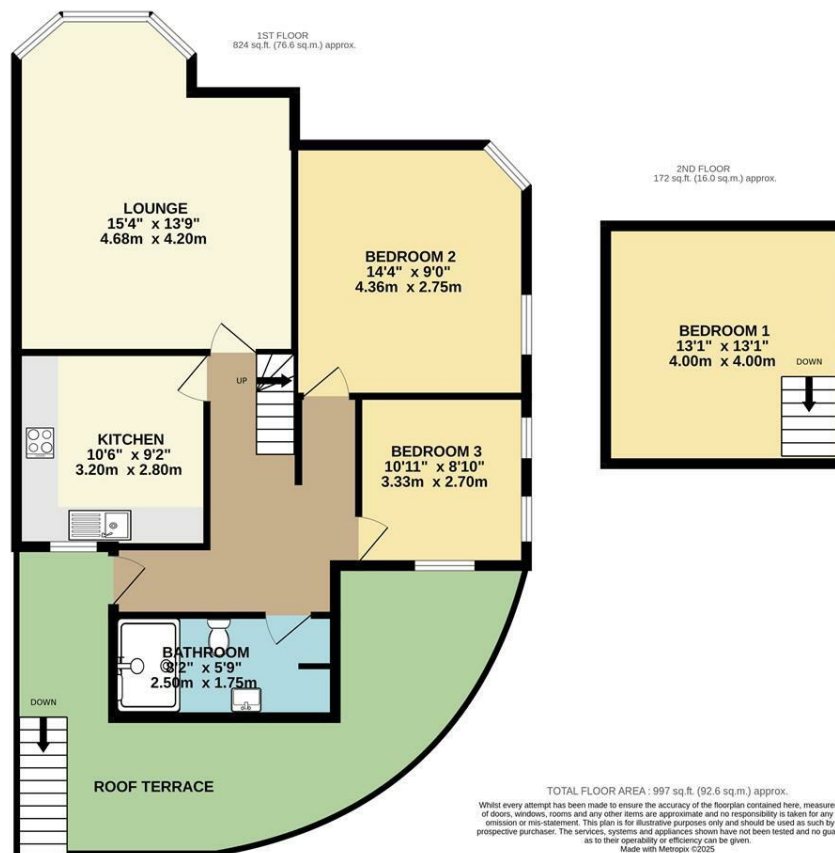 1ST FLOOR
824 sq.ft. (76.6 sq.m.) approx.
2ND FLOOR
172 sq.ft. (16.0 sq.m.) approx.
LOUNGE
15'4" x 13'9"
4.68m x 4.20m
BEDROOM 2
14'4" x 9'0"
4.36m x 2.75m
BEDROOM 1
13'1" x 13'1"
4.00m x 4.00m
DOWN
UP
KITCHEN
10'6" x 9'2"
3.20m x 2.80m
BEDROOM 3
10'11" x 8'10"
3.33m x 2.70m
BATHROOM
8'2" x 5'9"
2.50m x 1.75m
DOWN
ROOF TERRACE
TOTAL FLOOR AREA : 997 sq.ft. (92.6 sq.m.) approx.
Whilst every attempt has been made to ensure the accuracy of the floorplan contained here, measure
of doors, windows, rooms and any other items are approximate and no responsibility is taken for any
omission or mis-statement. This plan is for illustrative purposes only and should be used as such by
prospective purchaser. The services, systems and appliances shown have not been tested and no gua
as to their operability or efficiency can be given.
Made with Metropix ©2025